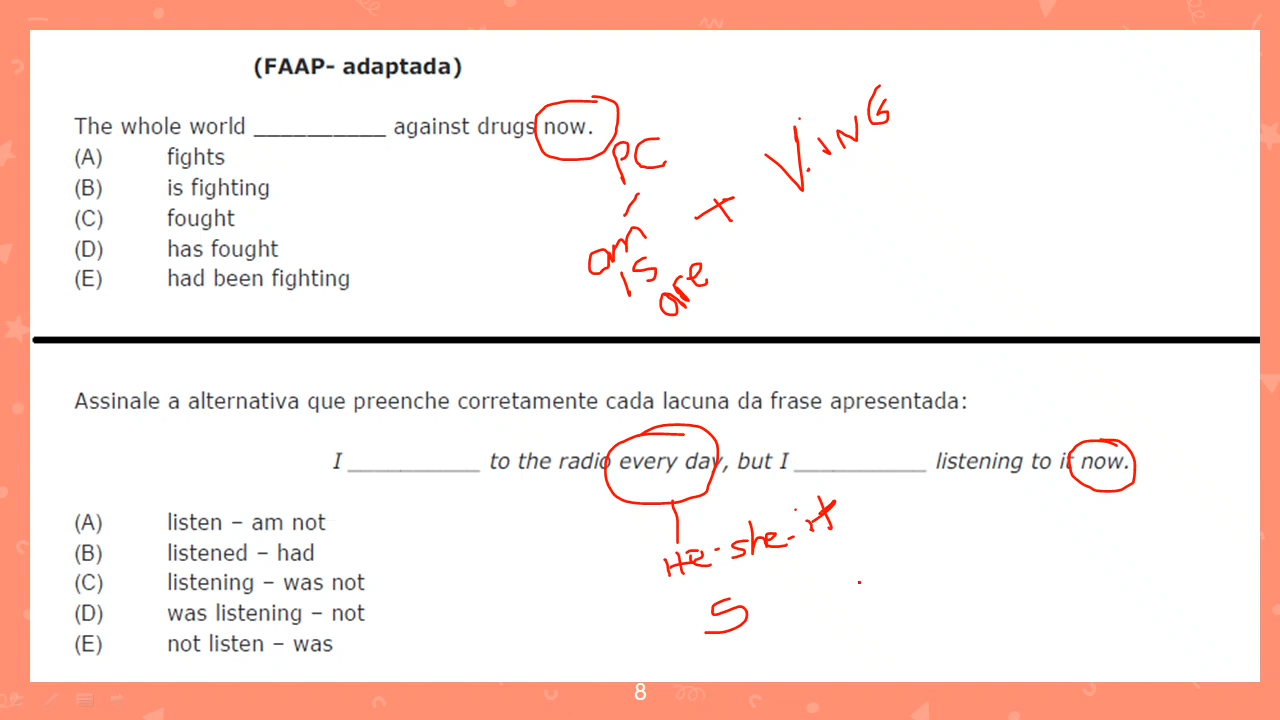 (FAAP- adaptada)
The whole world __________ against drugs now.
(A) fights
(B) is fighting
(C) fought
(D) has fought
(E) had been fighting
PC
am
is
are
+ V.ING
Assinale a alternativa que preenche corretamente cada lacuna da frase apresentada:
I __________ to the radio every day, but I __________ listening to it now.
(A) listen – am not
(B) listened – had
(C) listening – was not
(D) was listening – not
(E) not listen – was
He-she-it
S
8